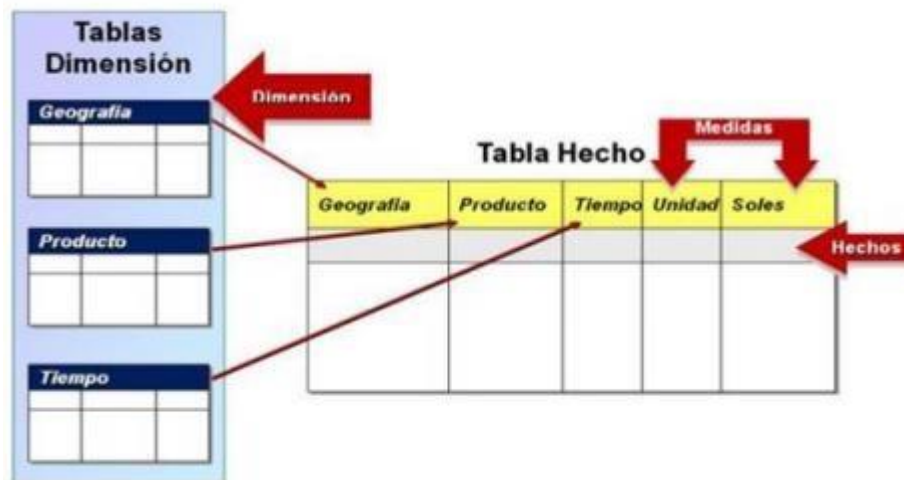 Tablas
Dimensión
Dimensión
Geografía
Medidas
Tabla Hecho
Geografía Producto Tiempo Unidad Soles
Producto
Hechos
Tiempo